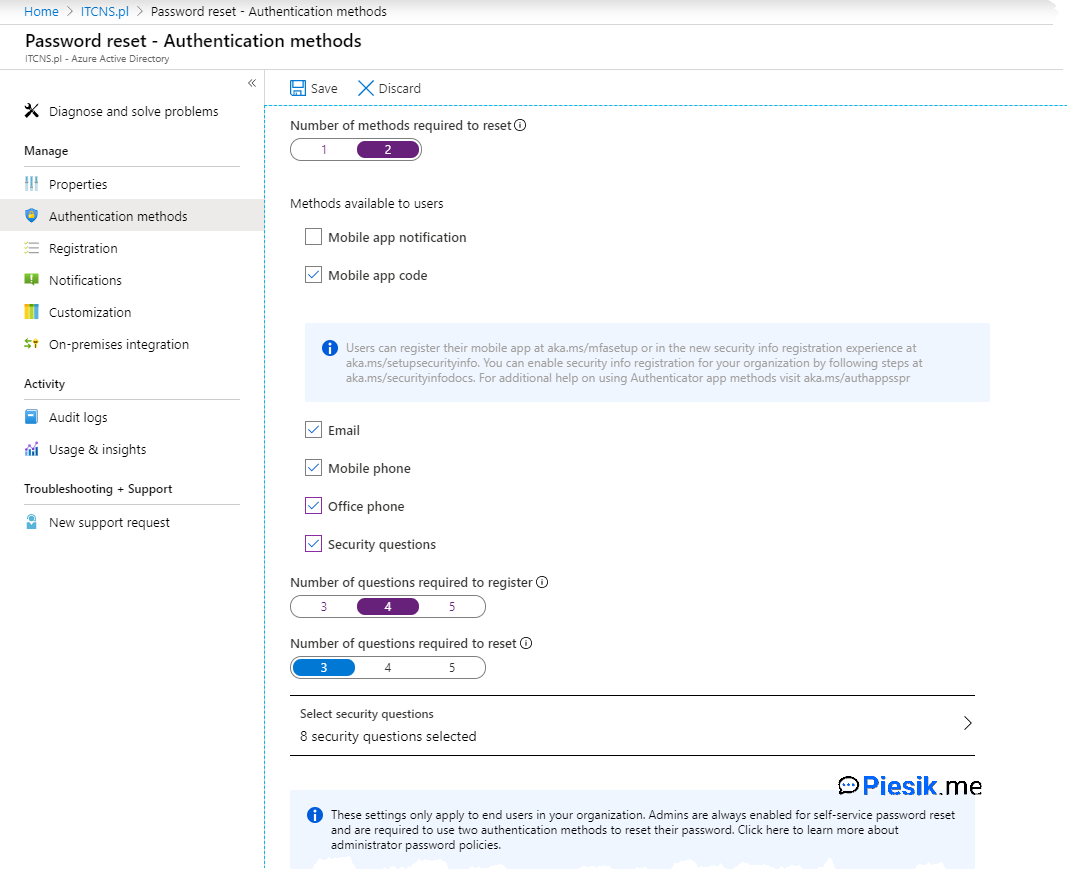 Home > ITCNS.pl > Password reset - Authentication methods
Password reset - Authentication methods
ITCNS.pl - Azure Active Directory
«
Diagnose and solve problems
Manage
Properties
Authentication methods
Registration
Notifications
Customization
On-premises integration
Activity
Audit logs
Usage & insights
Troubleshooting + Support
New support request
Save Discard
Number of methods required to reset
1 2
Methods available to users
Mobile app notification
Mobile app code
Users can register their mobile app at aka.ms/mfasetup or in the new security info registration experience at
aka.ms/setupsecurityinfo. You can enable security info registration for your organization by following steps at
aka.ms/securityinfodocs. For additional help on using Authenticator app methods visit aka.ms/authappsspr
Email
Mobile phone
Office phone
Security questions
Number of questions required to register
3 4 5
Number of questions required to reset
3 4 5
Select security questions
8 security questions selected
Piesik.me
These settings only apply to end users in your organization. Admins are always enabled for self-service password reset
and are required to use two authentication methods to reset their password. Click here to learn more about
administrator password policies.